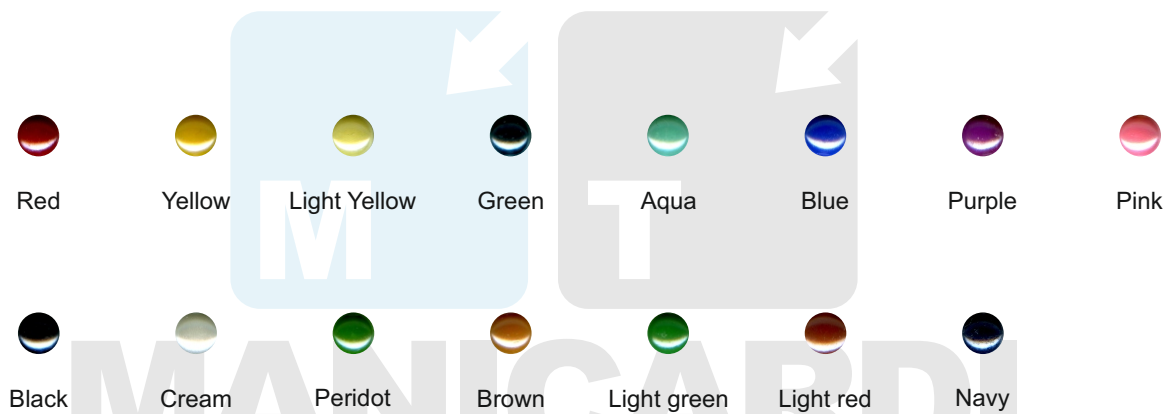 M T
Red Yellow Light Yellow Green Aqua Blue Purple Pink
MANICARDI
Black Cream Peridot Brown Light green Light red Navy